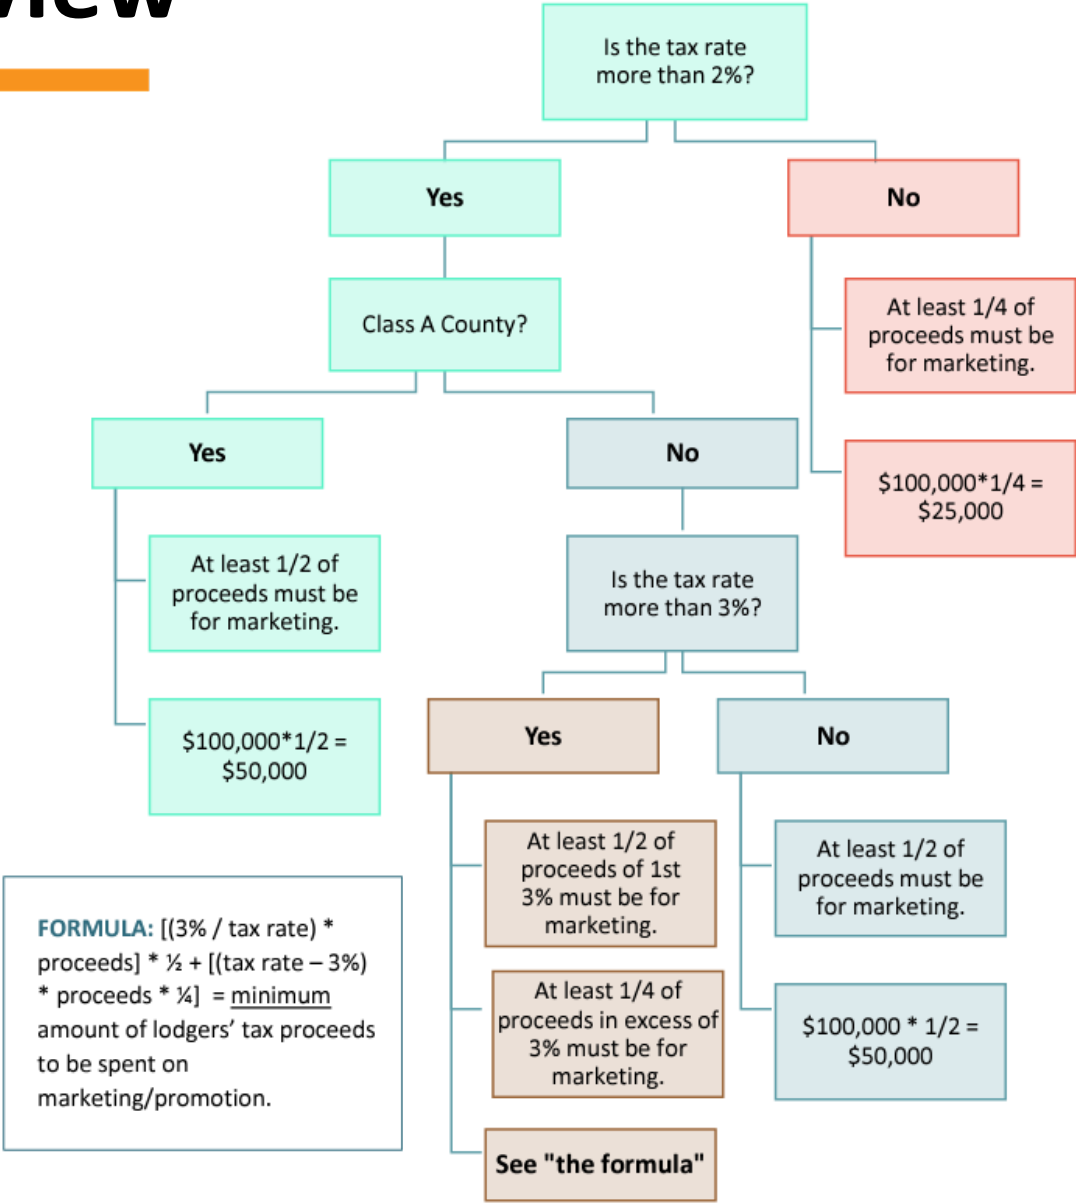 view
Is the tax rate
more than 2%?
Yes
No
Class A County?
At least 1/4 of
proceeds must be
for marketing.
Yes
No
$100,000*1/4 =
$25,000
At least 1/2 of
proceeds must be
for marketing.
Is the tax rate
more than 3%?
$100,000*1/2 =
$50,000
Yes
No
At least 1/2 of
proceeds of 1st
3% must be for
marketing.
At least 1/2 of
proceeds must be
for marketing.
FORMULA: [(3% / tax rate) *
proceeds] * ½ + [(tax rate – 3%)
* proceeds * ¼]  = minimum
amount of lodgers’ tax proceeds
to be spent on
marketing/promotion.
At least 1/4 of
proceeds in excess of
3% must be for
marketing.
$100,000 * 1/2 =
$50,000
See "the formula"